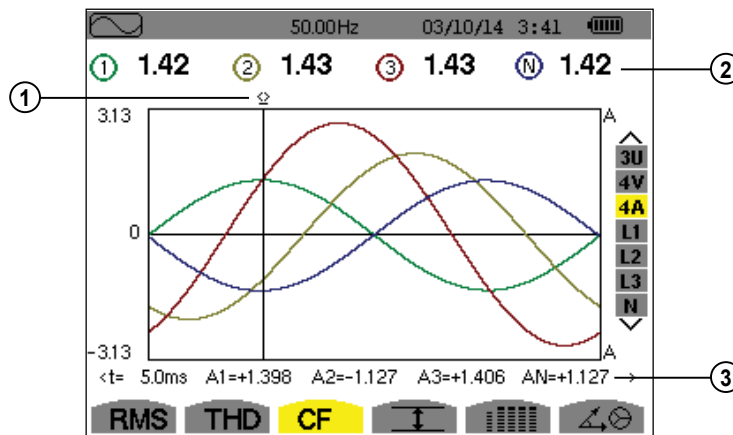 50.00Hz 03/10/14 3:41
1 1.42 2 1.43 3 1.43 N 1.42
2
1
3.13 A
3U
4V
4A
0 L1
L2
L3
N
-3.13 A
<t= 5.0ms A1=+1.398 A2=-1.127 A3=+1.406 AN=+1.127 →
3
RMS THD CF